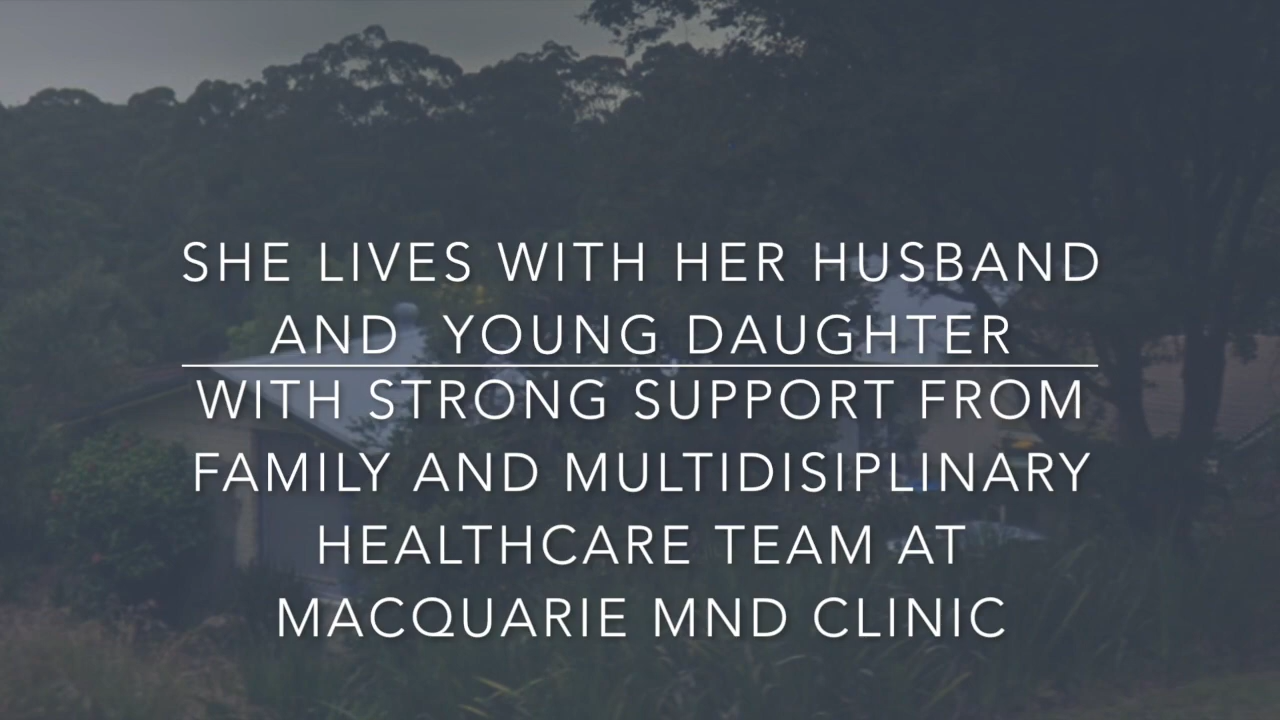 SHE LIVES WITH HER HUSBAND
AND  YOUNG DAUGHTER
WITH STRONG SUPPORT FROM
FAMILY AND MULTIDISIPLINARY
HEALTHCARE TEAM AT
MACQUARIE MND CLINIC